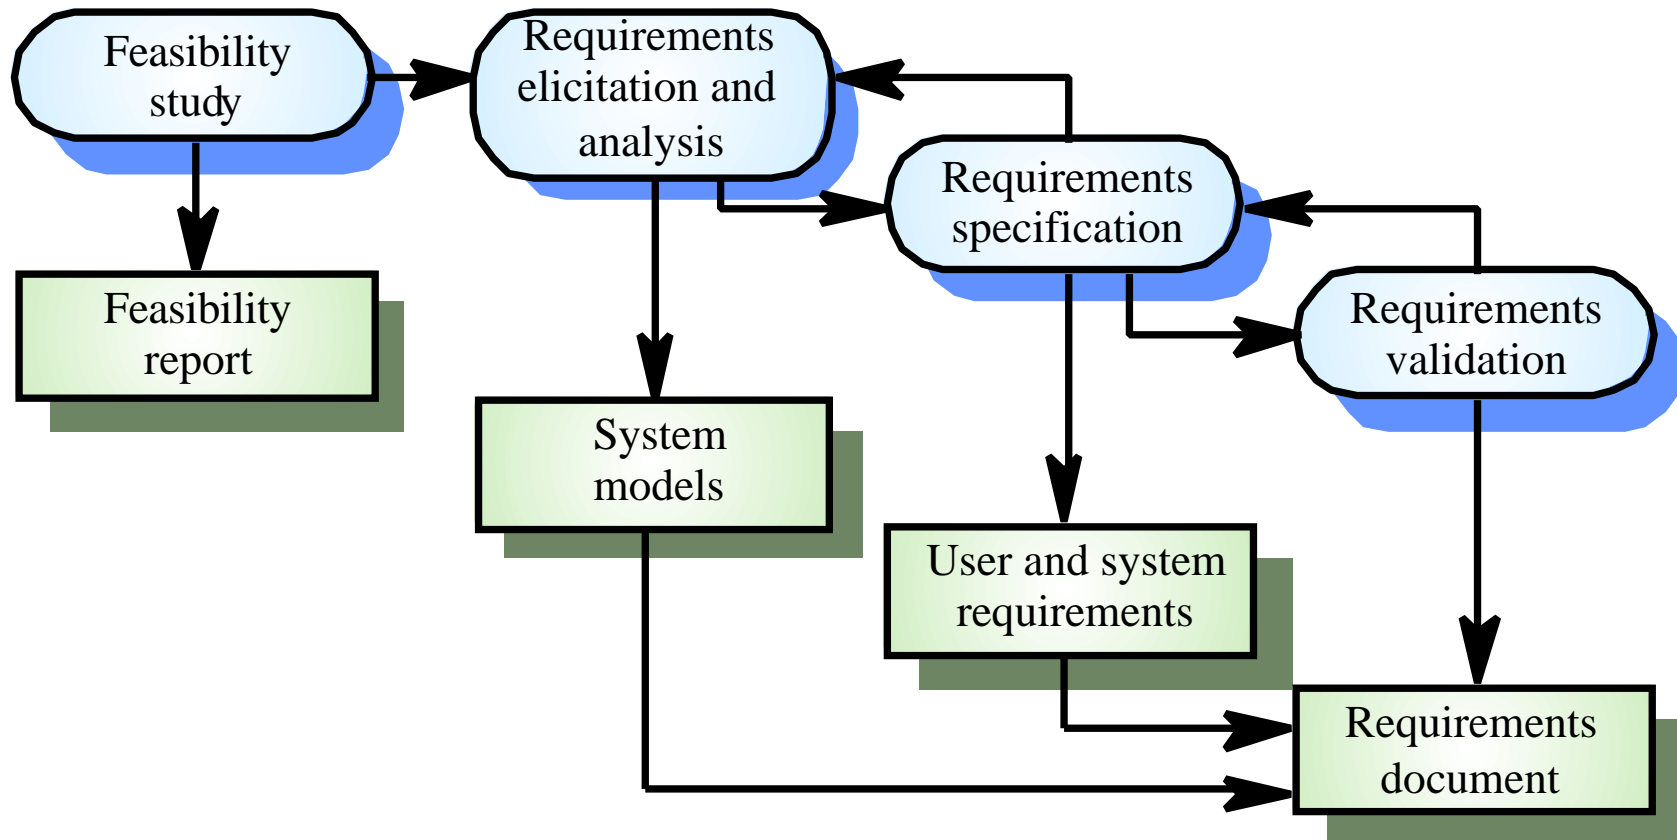 Feasibility
study
Requirements
elicitation and
analysis
Requirements
specification
Requirements
validation
Feasibility
report
System
models
User and system
requirements
Requirements
document